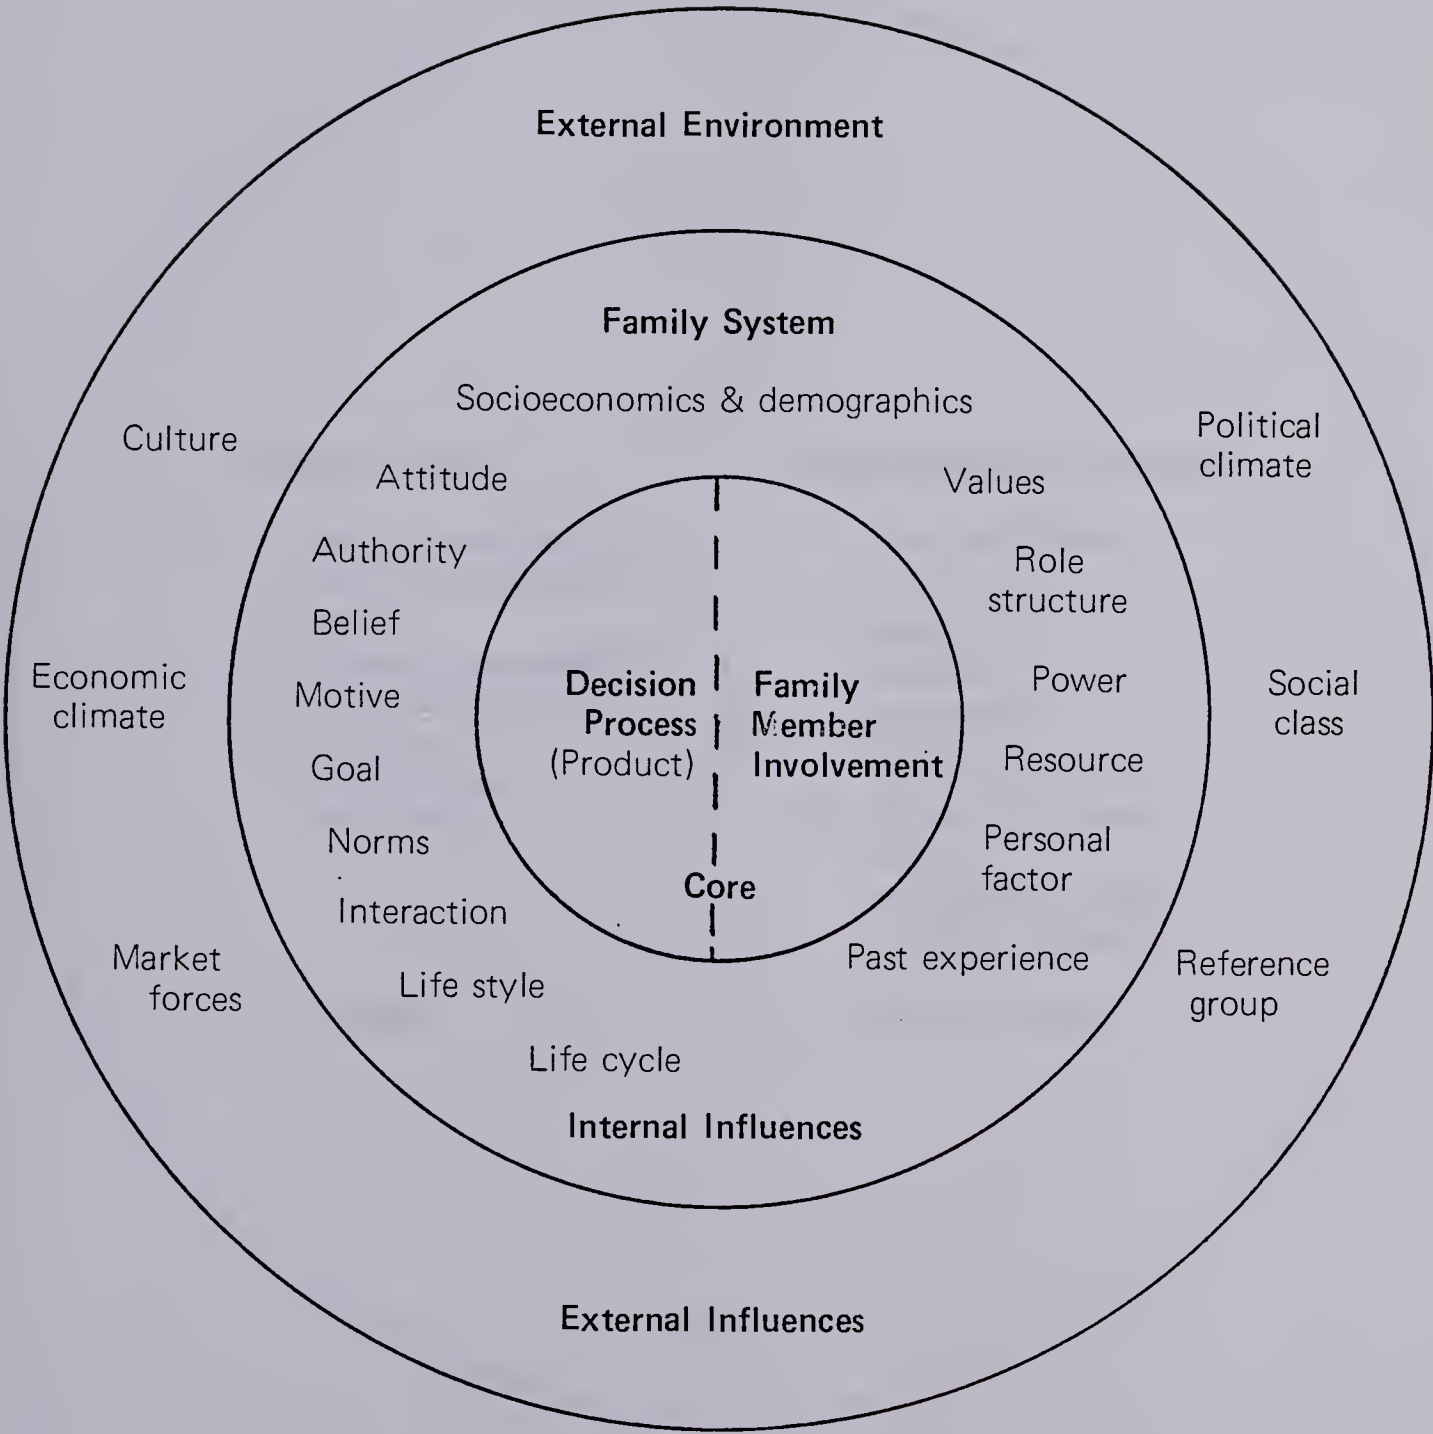 External Environment
Family System
Socioeconomics & demographics
Culture
Attitude
Authority
Belief
Economic
climate
Motive
Goal
Norms
Interaction
Market
forces
Life style
Life cycle
Decision
Process
(Product)
Family
Member
Involvement
Core
Values
Role
structure
Power
Resource
Personal
factor
Past experience
Political
climate
Social
class
Reference
group
Internal Influences
External Influences